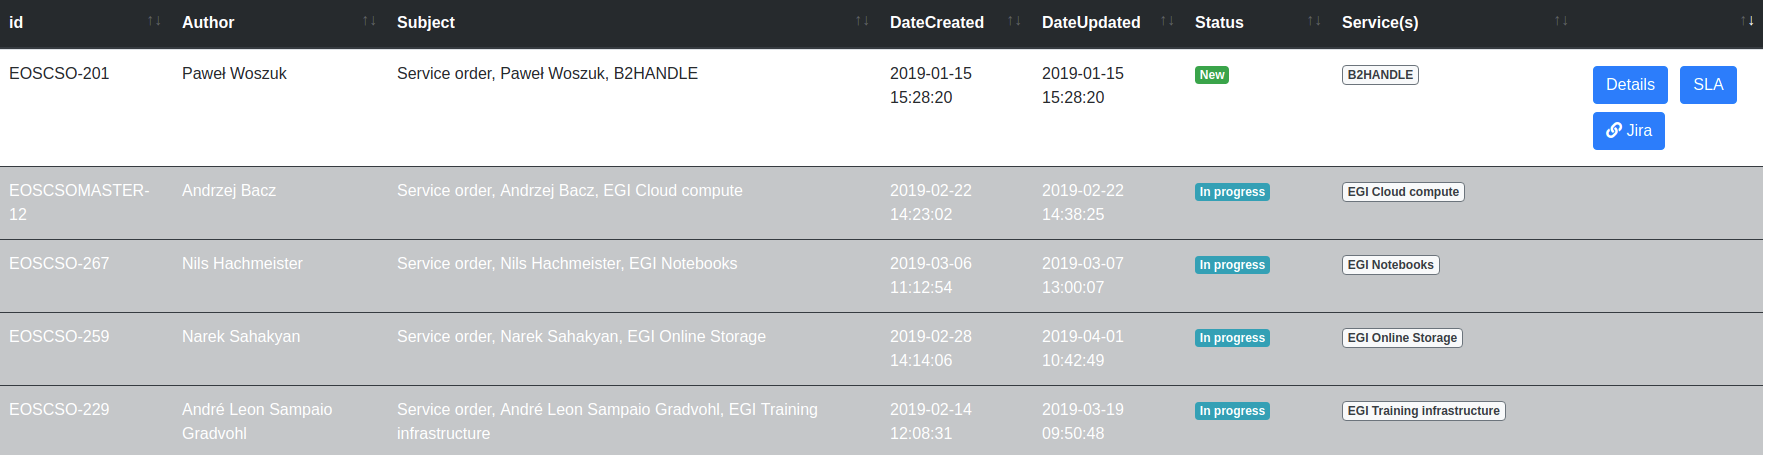 id Author Subject DateCreated DateUpdated Status Service(s)
EOSCSO-201 Paweł Woszuk Service order, Paweł Woszuk, B2HANDLE 2019-01-15 2019-01-15 New B2HANDLE Details SLA
15:28:20 15:28:20
Jira
EOSCSOMASTER- Andrzej Bacz Service order, Andrzej Bacz, EGI Cloud compute 2019-02-22 2019-02-22 In progress EGI Cloud compute
12 14:23:02 14:38:25
EOSCSO-267 Nils Hachmeister Service order, Nils Hachmeister, EGI Notebooks 2019-03-06 2019-03-07 In progress EGI Notebooks
11:12:54 13:00:07
EOSCSO-259 Narek Sahakyan Service order, Narek Sahakyan, EGI Online Storage 2019-02-28 2019-04-01 In progress EGI Online Storage
14:14:06 10:42:49
EOSCSO-229 André Leon Sampaio Service order, André Leon Sampaio Gradvohl, EGI Training 2019-02-14 2019-03-19 In progress EGI Training infrastructure
Gradvohl infrastructure 12:08:31 09:50:48